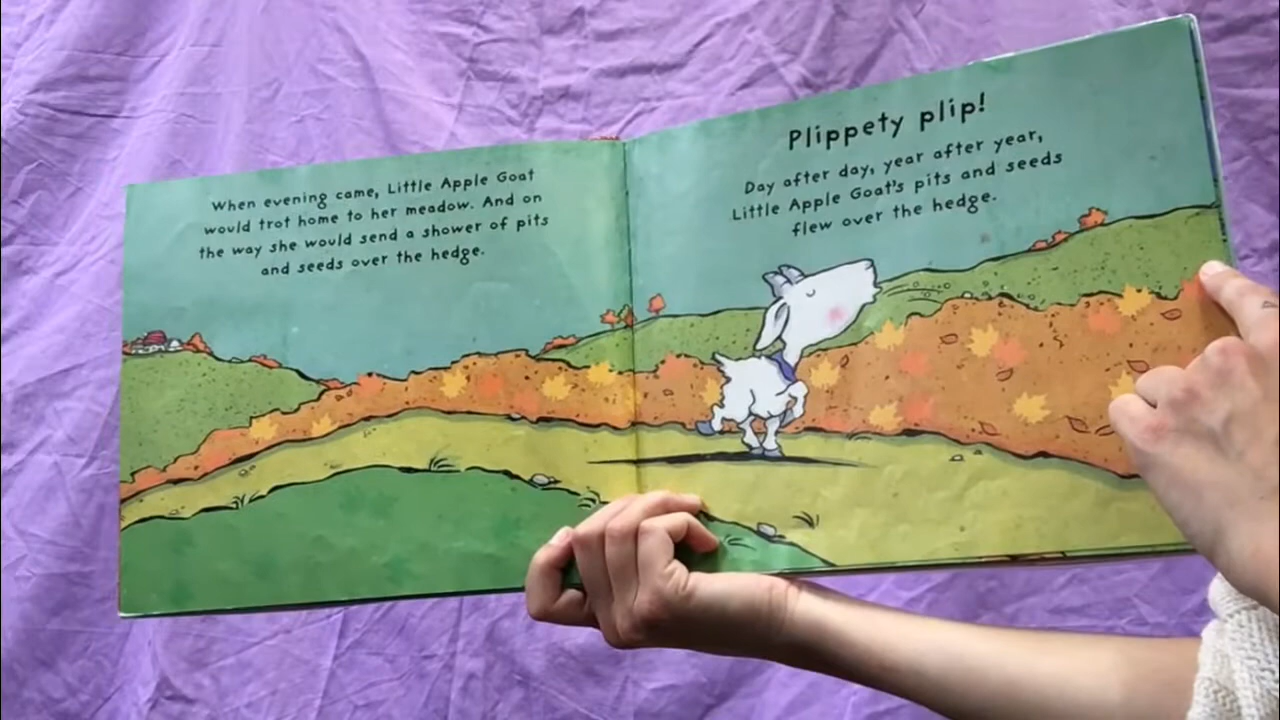 When evening came, Little Apple Goat
would trot home to her meadow. And on
the way she would send a shower of pits
and seeds over the hedge.
Plippety plip!
Day after day, year after year,
Little Apple Goat's pits and seeds
flew over the hedge.